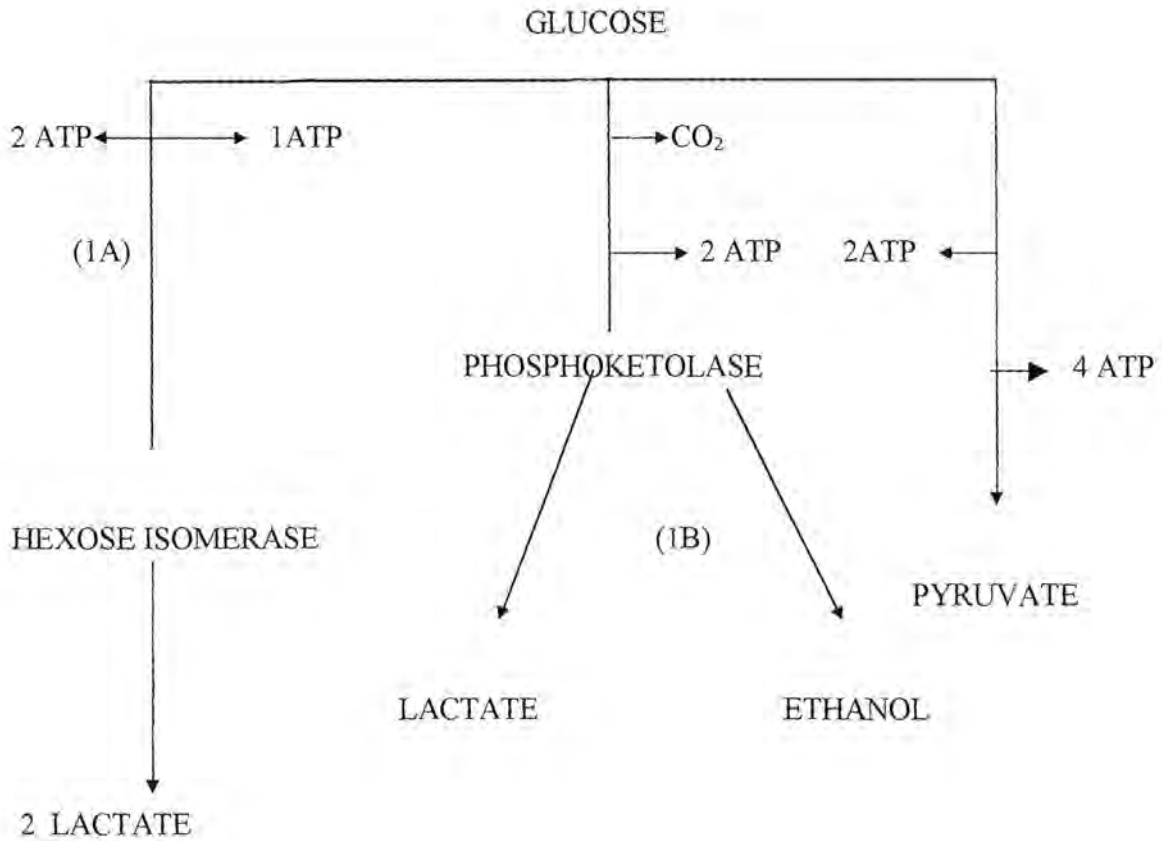 GLUCOSE
2 ATP 1ATP CO₂
(1A) 2 ATP 2ATP
PHOSPHOKETOLASE 4 ATP
HEXOSE ISOMERASE (1B)
PYRUVATE
LACTATE ETHANOL
2 LACTATE